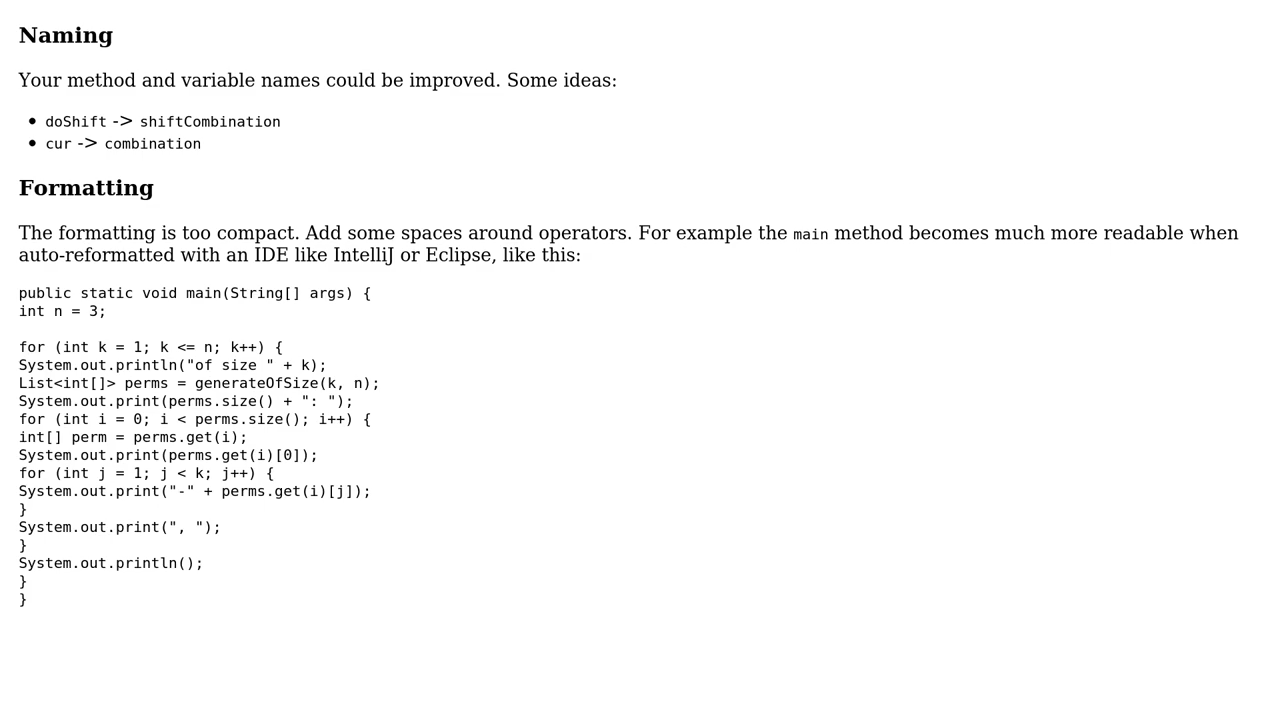 Naming
Your method and variable names could be improved. Some ideas:
• doShift -> shiftCombination
• cur -> combination
Formatting
The formatting is too compact. Add some spaces around operators. For example the main method becomes much more readable when
auto-reformatted with an IDE like IntelliJ or Eclipse, like this:
public static void main(String[] args) {
int n = 3;

for (int k = 1; k <= n; k++) {
System.out.println("of size " + k);
List<int[]> perms = generateOfSize(k, n);
System.out.print(perms.size() + ": ");
for (int i = 0; i < perms.size(); i++) {
int[] perm = perms.get(i);
System.out.print(perms.get(i)[0]);
for (int j = 1; j < k; j++) {
System.out.print("-" + perms.get(i)[j]);
}
System.out.print(", ");
}
System.out.println();
}
}